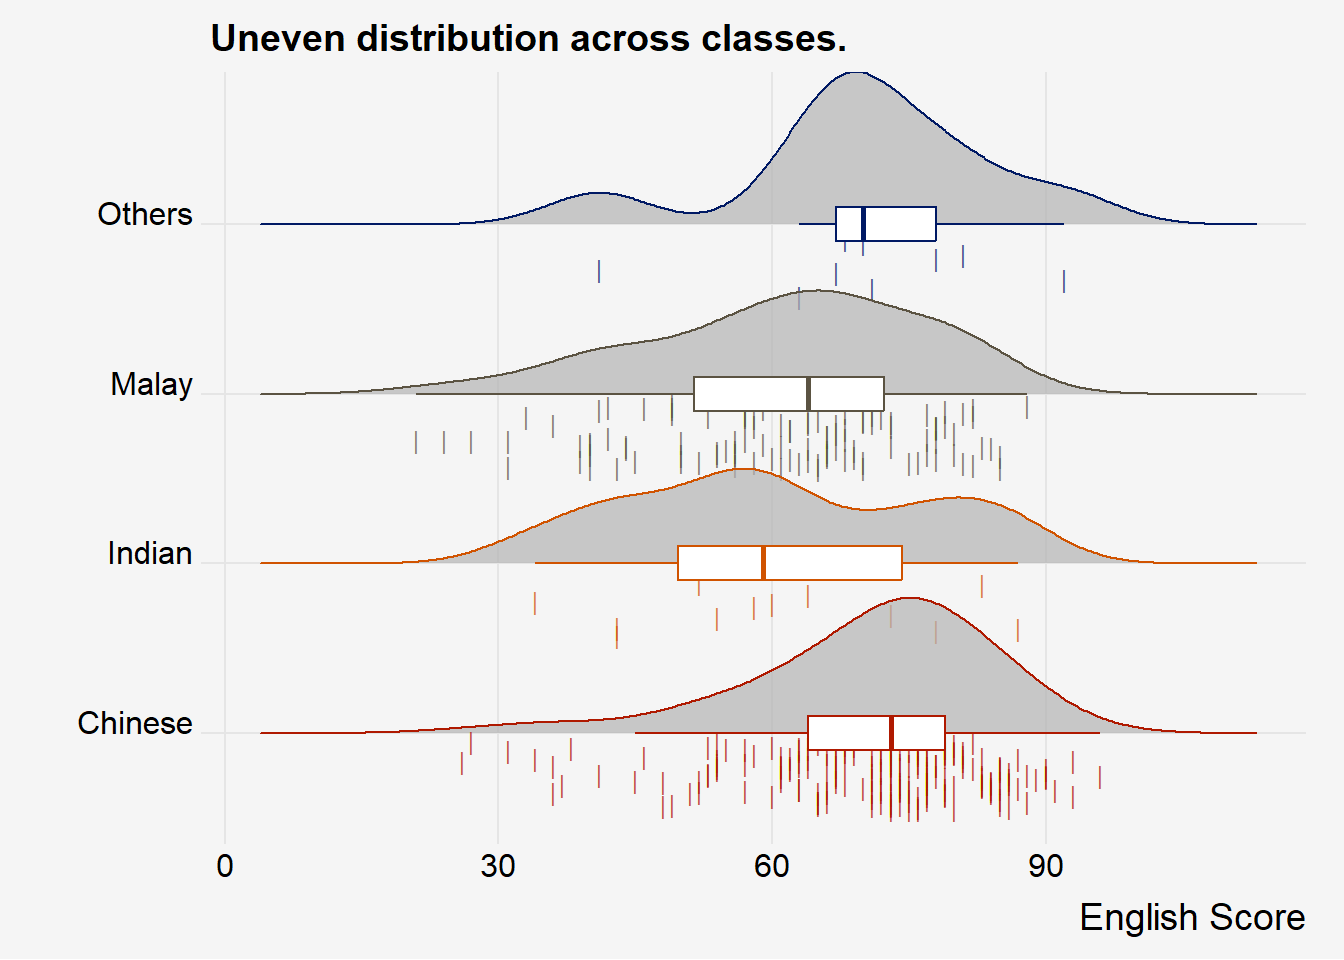 Uneven distribution across classes.
Others
Malay
Indian
Chinese
0 30 60 90
English Score